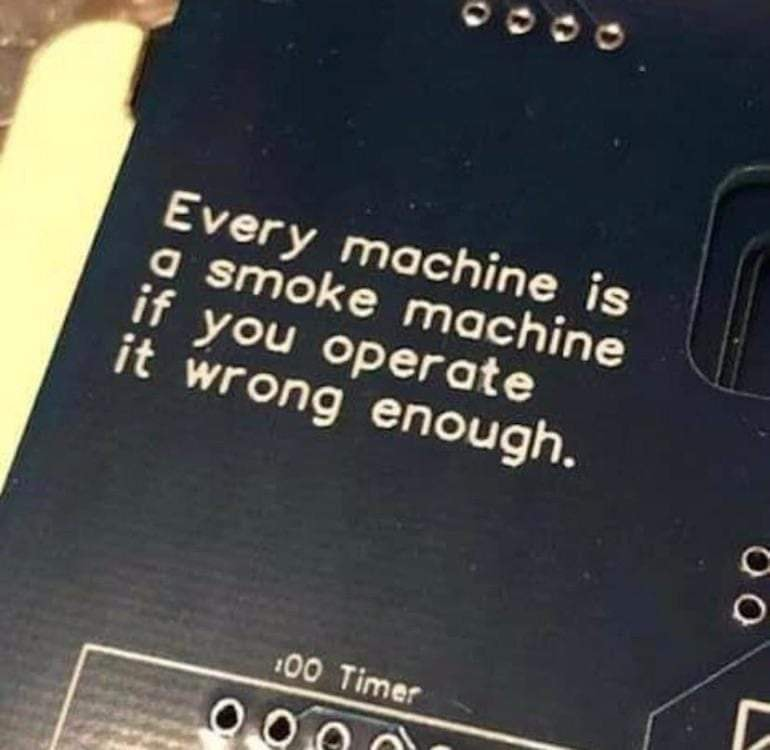 Every machine is
a smoke machine
if you operate
it wrong enough.
:00 Timer